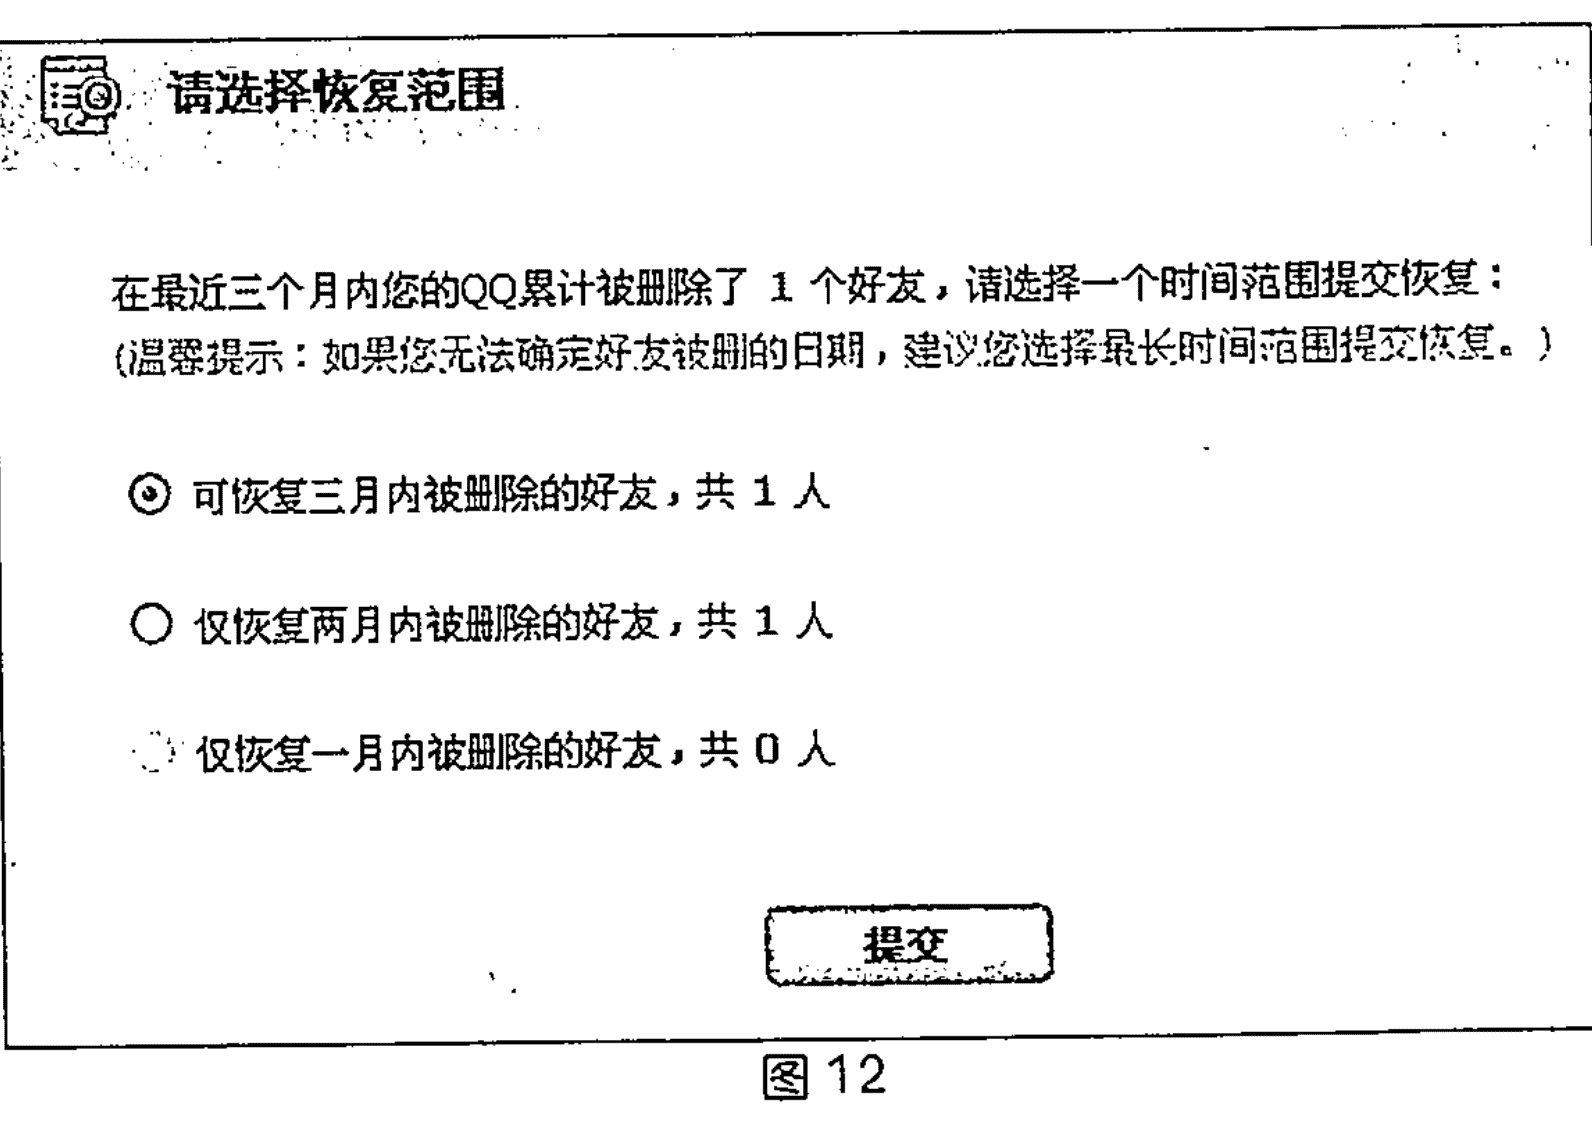 请选择恢复范围
在最近三个月内您的QQ累计被删除了 1 个好友，请选择一个时间范围提交恢复：
(温馨提示：如果您无法确定好友被删的日期，建议您选择最长时间范围提交恢复。)
可恢复三月内被删除的好友，共 1 人
仅恢复两月内被删除的好友，共 1 人
仅恢复一月内被删除的好友，共 0 人
提交
图 12